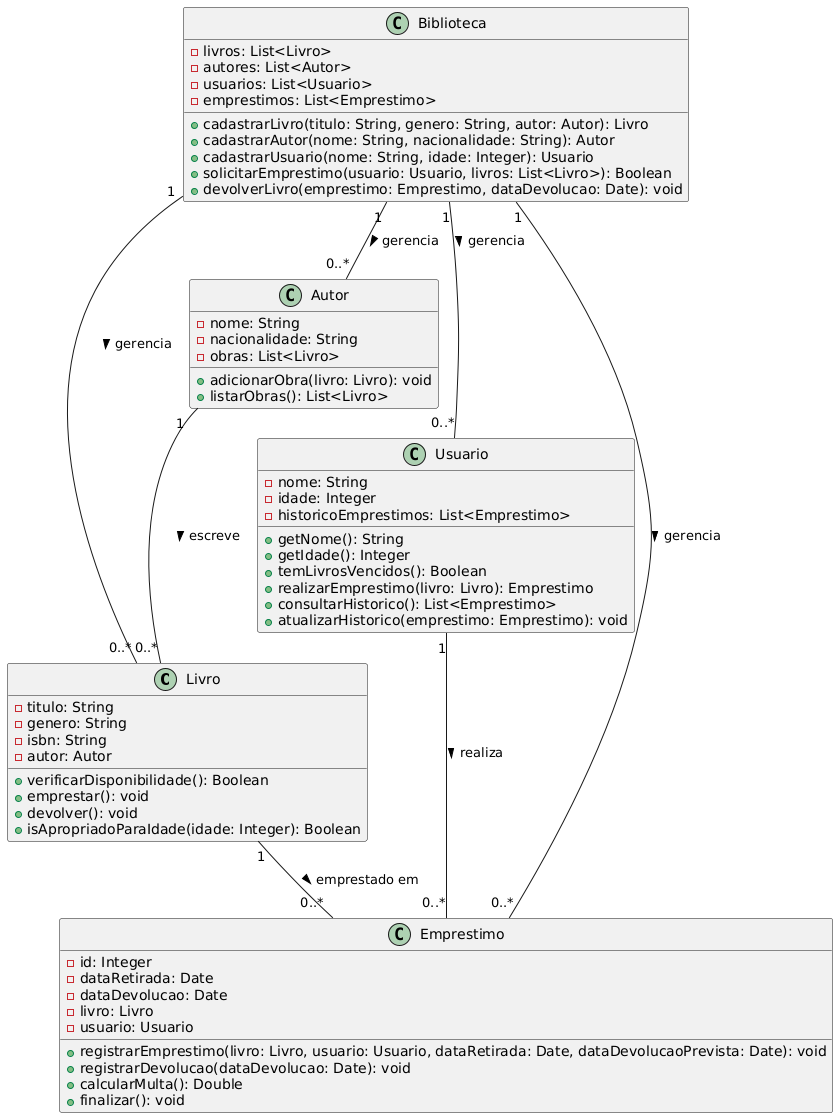 C Biblioteca
livros: List<Livro>
autores: List<Autor>
usuarios: List<Usuario>
emprestimos: List<Emprestimo>
cadastrarLivro(titulo: String, genero: String, autor: Autor): Livro
cadastrarAutor(nome: String, nacionalidade: String): Autor
cadastrarUsuario(nome: String, idade: Integer): Usuario
solicitarEmprestimo(usuario: Usuario, livros: List<Livro>): Boolean
devolverLivro(emprestimo: Emprestimo, dataDevolucao: Date): void
1
1
1
1
gerencia
gerencia
0..*
C Autor
nome: String
nacionalidade: String
obras: List<Livro>
adicionarObra(livro: Livro): void
listarObras(): List<Livro>
gerencia
1
0..*
C Usuario
nome: String
idade: Integer
historicoEmprestimos: List<Emprestimo>
getNome(): String
getIdade(): Integer
temLivrosVencidos(): Boolean
realizarEmprestimo(livro: Livro): Emprestimo
consultarHistorico(): List<Emprestimo>
atualizarHistorico(emprestimo: Emprestimo): void
escreve
gerencia
0..*
0..*
1
C Livro
titulo: String
genero: String
isbn: String
autor: Autor
verificarDisponibilidade(): Boolean
emprestar(): void
devolver(): void
isApropriadoParaIdade(idade: Integer): Boolean
realiza
1
emprestado em
0..*
0..*
0..*
C Emprestimo
id: Integer
dataRetirada: Date
dataDevolucao: Date
livro: Livro
usuario: Usuario
registrarEmprestimo(livro: Livro, usuario: Usuario, dataRetirada: Date, dataDevolucaoPrevista: Date): void
registrarDevolucao(dataDevolucao: Date): void
calcularMulta(): Double
finalizar(): void